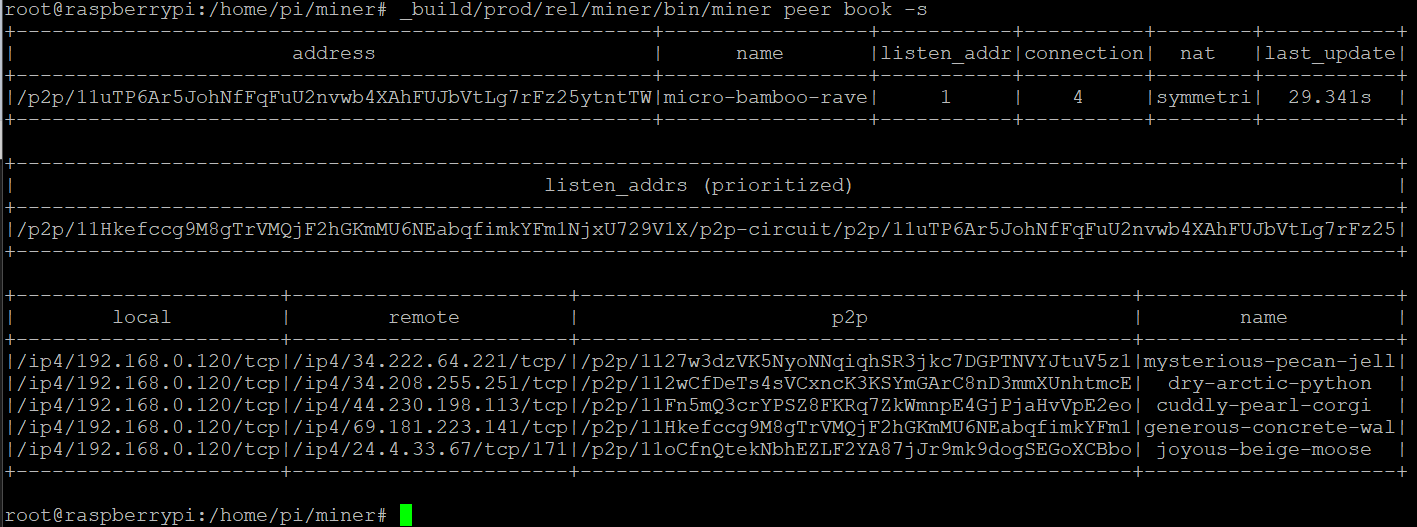 root@raspberrypi:/home/pi/miner# _build/prod/rel/miner/bin/miner peer book -s
+------------------------------------------------------+------------------+-----------+----------+--------+-----------+
| address | name |listen_addr|connection| nat |last_update|
+------------------------------------------------------+------------------+-----------+----------+--------+-----------+
|/p2p/11uTP6Ar5JohNfFqFuU2nvwb4XAhFUJbVtLg7rFz25ytntTW|micro-bamboo-rave| 1 | 4 |symmetri| 29.341s |
+------------------------------------------------------+------------------+-----------+----------+--------+-----------+
+----------------------------------------------------------------------------------------------------------------------+
| listen_addrs (prioritized) |
+----------------------------------------------------------------------------------------------------------------------+
|/p2p/11Hkefccg9M8gTrVMQjF2hGKmMU6NEabqfimkYFm1NjxU729V1X/p2p-circuit/p2p/11uTP6Ar5JohNfFqFuU2nvwb4XAhFUJbVtLg7rFz25|
+----------------------------------------------------------------------------------------------------------------------+
+-----------------------+------------------------+-----------------------------------------------+---------------------+
| local | remote | p2p | name |
+-----------------------+------------------------+-----------------------------------------------+---------------------+
|/ip4/192.168.0.120/tcp|/ip4/34.222.64.221/tcp/|/p2p/1127w3dzVK5NyoNNqiqhSR3jkc7DGPTNVYJtuV5z1|mysterious-pecan-jell|
|/ip4/192.168.0.120/tcp|/ip4/34.208.255.251/tcp|/p2p/112wCfDeTs4sVCxncK3KSYmGArC8nD3mmXUnhtmcE| dry-arctic-python |
|/ip4/192.168.0.120/tcp|/ip4/44.230.198.113/tcp|/p2p/11Fn5mQ3crYPSZ8FKRq7ZkWmnpE4GjPjaHvVpE2eo| cuddly-pearl-corgi |
|/ip4/192.168.0.120/tcp|/ip4/69.181.223.141/tcp|/p2p/11Hkefccg9M8gTrVMQjF2hGKmMU6NEabqfimkYFm1|generous-concrete-wal|
|/ip4/192.168.0.120/tcp|/ip4/24.4.33.67/tcp/171|/p2p/11oCfnQtekNbhEZLF2YA87jJr9mk9dogSEGoXCBbo| joyous-beige-moose |
+-----------------------+------------------------+-----------------------------------------------+---------------------+
root@raspberrypi:/home/pi/miner#